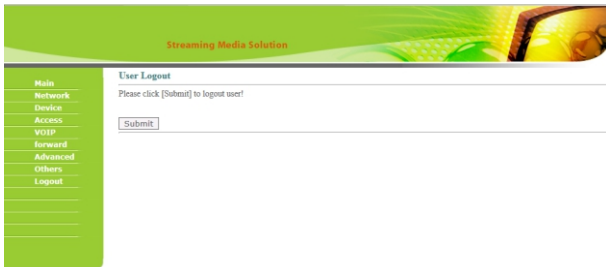 Streaming Media Solution
Main
Network
Device
Access
VOIP
forward
Advanced
Others
Logout
User Logout
Please click [Submit] to logout user!
Submit